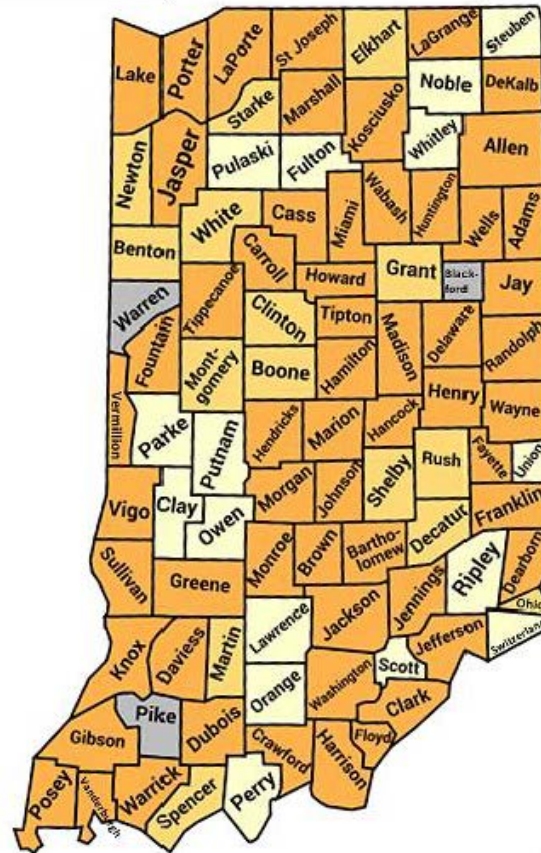 Lake
Porter
LaPorte
St Joseph
Elkhart
LaGrange
Steuben
Noble
DeKalb
Starke
Marshall
Kosciusko
Whitley
Allen
Newton
Jasper
Pulaski
Fulton
Wabash
Huntington
Wells
Adams
White
Cass
Miami
Benton
Carroll
Howard
Grant
Black-
ford
Jay
Warren
Tippecanoe
Clinton
Tipton
Madison
Delaware
Randolph
Fountain
Mont-
gomery
Boone
Hamilton
Henry
Wayne
Vermillion
Parke
Putnam
Hendricks
Marion
Hancock
Shelby
Rush
Fayette
Union
Vigo
Clay
Owen
Morgan
Johnson
Decatur
Franklin
Sullivan
Greene
Monroe
Brown
Bartho-
lomew
Jennings
Ripley
Dearborn
Ohio
Switzerland
Knox
Daviess
Martin
Lawrence
Jackson
Jefferson
Scott
Orange
Washington
Clark
Pike
Gibson
Dubois
Crawford
Harrison
Floyd
Posey
Vanderburgh
Warrick
Spencer
Perry